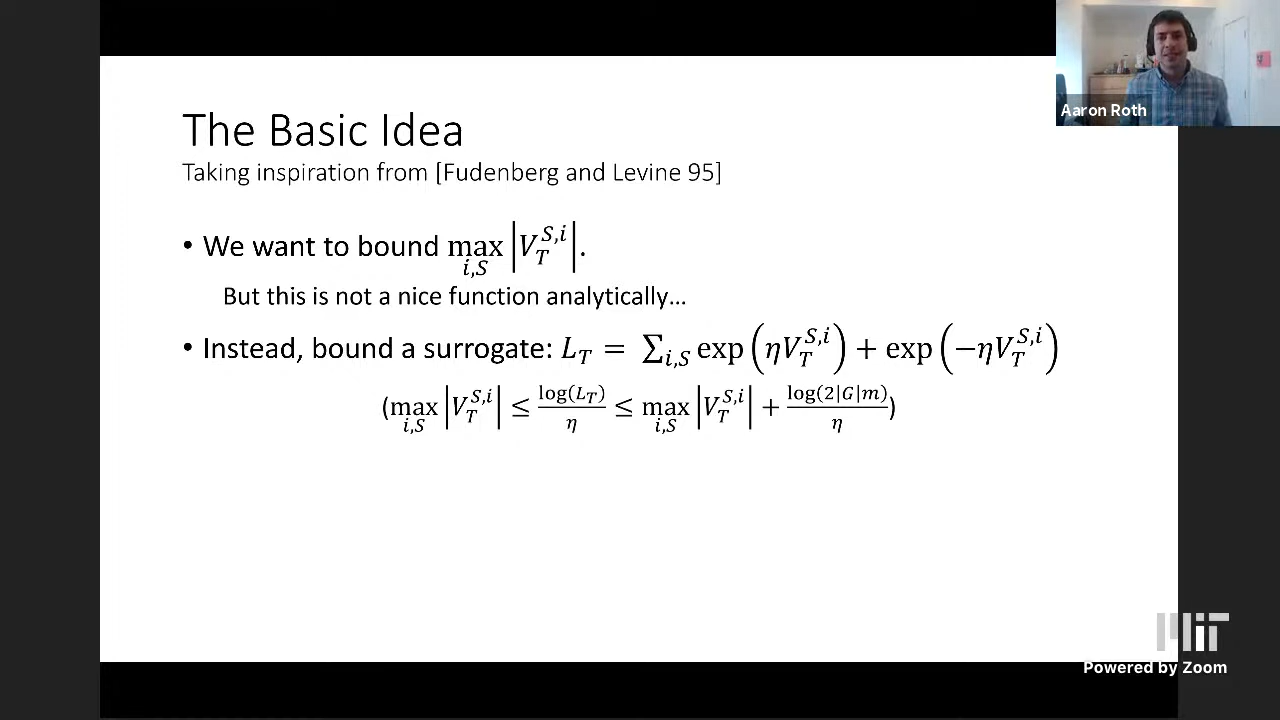 Aaron Roth
The Basic Idea
Taking inspiration from [Fudenberg and Levine 95]
• We want to bound max_{i,S} |V_T^{S,i}|.
But this is not a nice function analytically…
• Instead, bound a surrogate: L_T = ∑_{i,S} exp(ηV_T^{S,i}) + exp(−ηV_T^{S,i})
(max_{i,S} |V_T^{S,i}| ≤ log(L_T)/η ≤ max_{i,S} |V_T^{S,i}| + log(2|G|m)/η)
MIT
Powered by Zoom